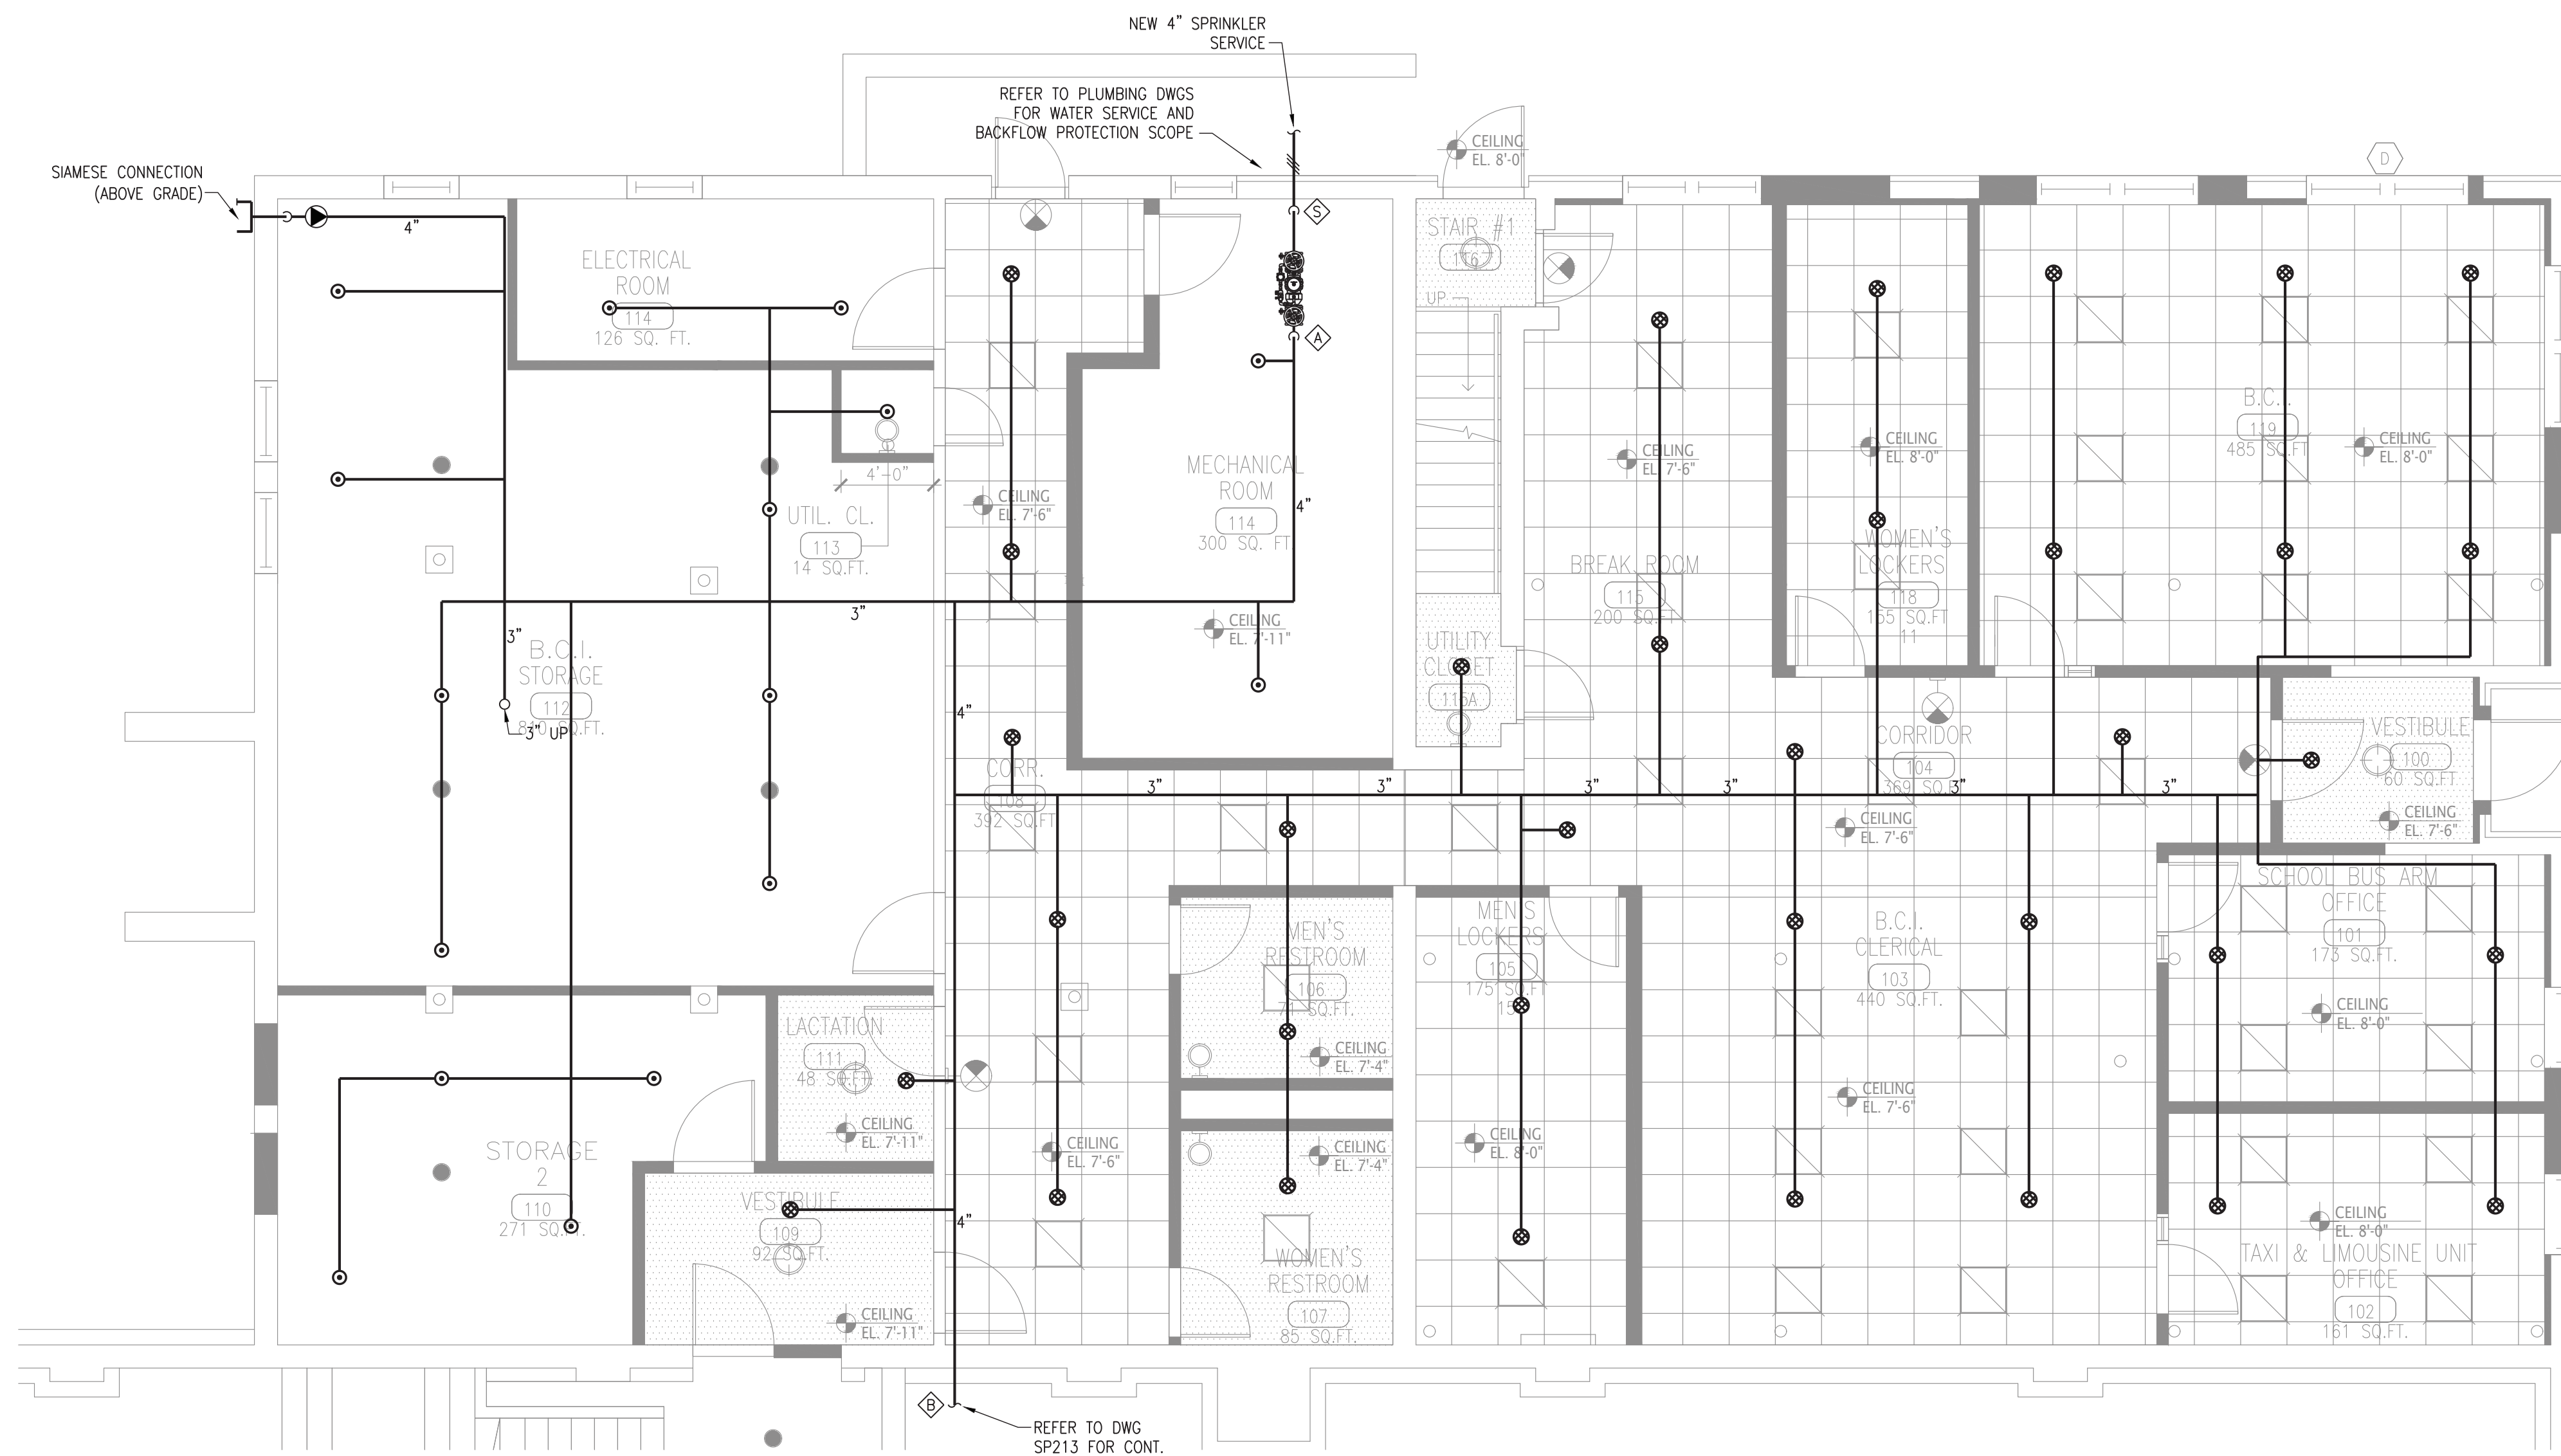 NEW 4” SPRINKLER
SERVICE
REFER TO PLUMBING DWGS
FOR WATER SERVICE AND
BACKFLOW PROTECTION SCOPE
SIAMESE CONNECTION
(ABOVE GRADE)
4”
CEILING
EL. 8'-0"
D
S
A
STAIR #1
116
UP
ELECTRICAL
ROOM
114
126 SQ. FT.
4'-0"
UTIL. CL.
113
14 SQ.FT.
CEILING
EL. 7'-6"
MECHANICAL
ROOM
114
300 SQ. FT.
4”
CEILING
EL. 7'-11"
CEILING
EL. 7'-6"
BREAK ROOM
115
200 SQ.FT
CEILING
EL. 8'-0"
WOMEN'S
LOCKERS
118
155 SQ.FT
11
B.C.I.
119
485 SQ.FT
CEILING
EL. 8'-0"
3”
3”
B.C.I.
STORAGE
112
810 SQ.FT.
3” UP
4”
UTILITY
CLOSET
115A
CORR.
108
392 SQ.FT
3”
3”
3”
3”
3”
3”
CORRIDOR
104
369 SQ.FT
CEILING
EL. 7'-6"
VESTIBULE
100
60 SQ.FT
CEILING
EL. 7'-6"
SCHOOL BUS ARM
OFFICE
101
173 SQ.FT.
CEILING
EL. 8'-0"
MEN'S
RESTROOM
106
71 SQ.FT.
CEILING
EL. 7'-4"
MEN'S
LOCKERS
105
175 SQ.FT
15
CEILING
EL. 8'-0"
B.C.I.
CLERICAL
103
440 SQ.FT.
CEILING
EL. 7'-6"
LACTATION
111
48 SQ.FT.
CEILING
EL. 7'-11"
CEILING
EL. 7'-6"
CEILING
EL. 7'-4"
STORAGE
2
110
271 SQ.FT.
VESTIBULE
109
92 SQ.FT.
CEILING
EL. 7'-11"
4”
WOMEN'S
RESTROOM
107
85 SQ.FT.
CEILING
EL. 8'-0"
TAXI & LIMOUSINE UNIT
OFFICE
102
161 SQ.FT.
B
REFER TO DWG
SP213 FOR CONT.